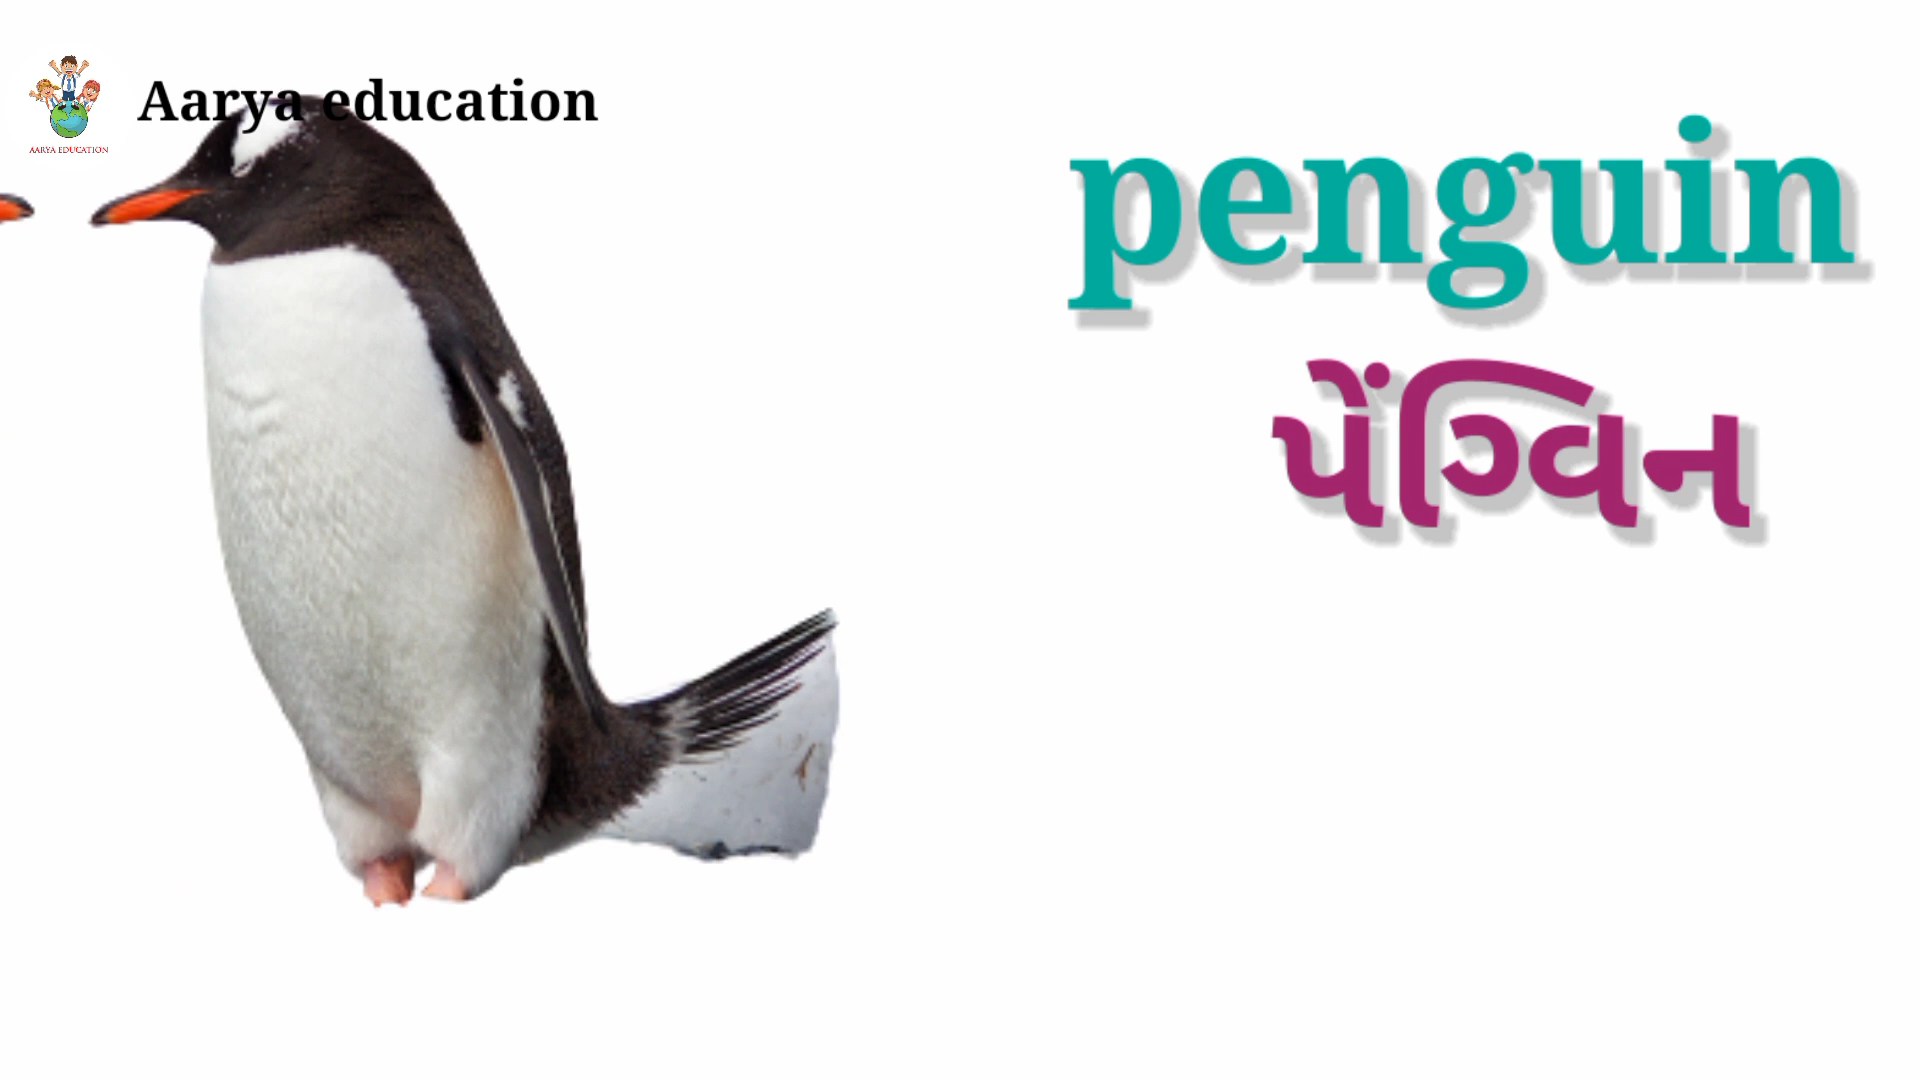 Aarya education
AARYA EDUCATION
penguin
પેંગ્વિન